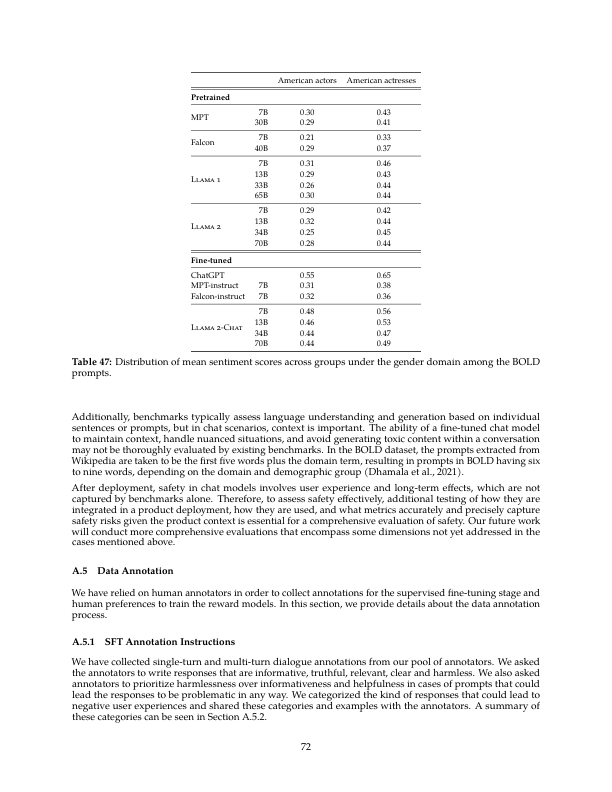 American actors American actresses
Pretrained
MPT 7B 0.30 0.43
30B 0.29 0.41
Falcon 7B 0.21 0.33
40B 0.29 0.37
Llama 1 7B 0.31 0.46
13B 0.29 0.43
33B 0.26 0.44
65B 0.30 0.44
Llama 2 7B 0.29 0.42
13B 0.32 0.44
34B 0.25 0.45
70B 0.28 0.44
Fine-tuned
ChatGPT 0.55 0.65
MPT-instruct 7B 0.31 0.38
Falcon-instruct 7B 0.32 0.36
Llama 2-Chat 7B 0.48 0.56
13B 0.46 0.53
34B 0.44 0.47
70B 0.44 0.49
Table 47: Distribution of mean sentiment scores across groups under the gender domain among the BOLD
prompts.
Additionally, benchmarks typically assess language understanding and generation based on individual
sentences or prompts, but in chat scenarios, context is important. The ability of a fine-tuned chat model
to maintain context, handle nuanced situations, and avoid generating toxic content within a conversation
may not be thoroughly evaluated by existing benchmarks. In the BOLD dataset, the prompts extracted from
Wikipedia are taken to be the first five words plus the domain term, resulting in prompts in BOLD having six
to nine words, depending on the domain and demographic group (Dhamala et al., 2021).
After deployment, safety in chat models involves user experience and long-term effects, which are not
captured by benchmarks alone. Therefore, to assess safety effectively, additional testing of how they are
integrated in a product deployment, how they are used, and what metrics accurately and precisely capture
safety risks given the product context is essential for a comprehensive evaluation of safety. Our future work
will conduct more comprehensive evaluations that encompass some dimensions not yet addressed in the
cases mentioned above.
A.5 Data Annotation
We have relied on human annotators in order to collect annotations for the supervised fine-tuning stage and
human preferences to train the reward models. In this section, we provide details about the data annotation
process.
A.5.1 SFT Annotation Instructions
We have collected single-turn and multi-turn dialogue annotations from our pool of annotators. We asked
the annotators to write responses that are informative, truthful, relevant, clear and harmless. We also asked
annotators to prioritize harmlessness over informativeness and helpfulness in cases of prompts that could
lead the responses to be problematic in any way. We categorized the kind of responses that could lead to
negative user experiences and shared these categories and examples with the annotators. A summary of
these categories can be seen in Section A.5.2.
72